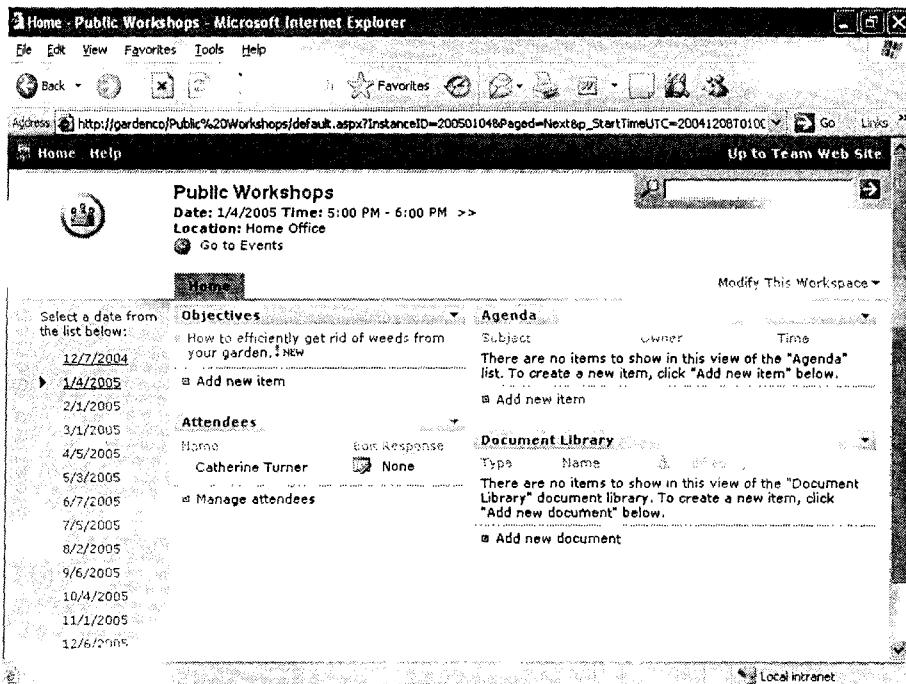 Home - Public Workshops - Microsoft Internet Explorer
File Edit View Favorites Tools Help
Back Favorites
Address http://gardenco/Public%20Workshops/default.aspx?InstanceID=20050104&Paged=Next&p_StartTimeUTC=20041208T010 Go Links »
Home Help Up to Team Web Site
Public Workshops
Date: 1/4/2005 Time: 5:00 PM - 6:00 PM >>
Location: Home Office
Go to Events
Home Modify This Workspace
Select a date from
the list below:
12/7/2004
1/4/2005
2/1/2005
3/1/2005
4/5/2005
5/3/2005
6/7/2005
7/5/2005
8/2/2005
9/6/2005
10/4/2005
11/1/2005
12/6/2005
Objectives
How to efficiently get rid of weeds from
your garden. ! NEW
Add new item
Attendees
Name Edit Response
Catherine Turner None
Manage attendees
Agenda
Subject Owner Time
There are no items to show in this view of the "Agenda"
list. To create a new item, click "Add new item" below.
Add new item
Document Library
Type Name
There are no items to show in this view of the "Document
Library" document library. To create a new item, click
"Add new document" below.
Add new document
Local intranet